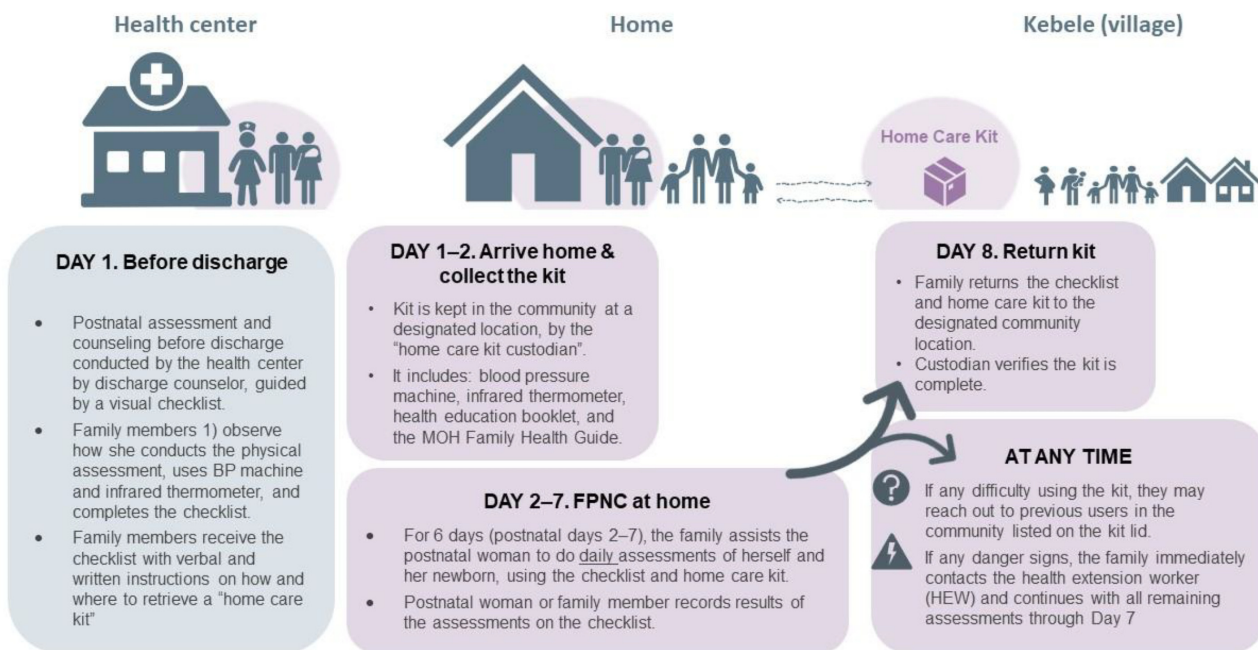 Health center
Home
Kebele (village)
Home Care Kit
DAY 1. Before discharge
• Postnatal assessment and
counseling before discharge
conducted by the health center
by discharge counselor, guided
by a visual checklist.
• Family members 1) observe
how she conducts the physical
assessment, uses BP machine
and infrared thermometer, and
completes the checklist.
• Family members receive the
checklist with verbal and
written instructions on how and
where to retrieve a “home care
kit”
DAY 1–2. Arrive home &
collect the kit
• Kit is kept in the community at a
designated location, by the
“home care kit custodian”.
• It includes: blood pressure
machine, infrared thermometer,
health education booklet, and
the MOH Family Health Guide.
DAY 2–7. FPNC at home
• For 6 days (postnatal days 2–7), the family assists the
postnatal woman to do daily assessments of herself and
her newborn, using the checklist and home care kit.
• Postnatal woman or family member records results of
the assessments on the checklist.
DAY 8. Return kit
• Family returns the checklist
and home care kit to the
designated community
location.
• Custodian verifies the kit is
complete.
AT ANY TIME
? If any difficulty using the kit, they may
reach out to previous users in the
community listed on the kit lid.
If any danger signs, the family immediately
contacts the health extension worker
(HEW) and continues with all remaining
assessments through Day 7